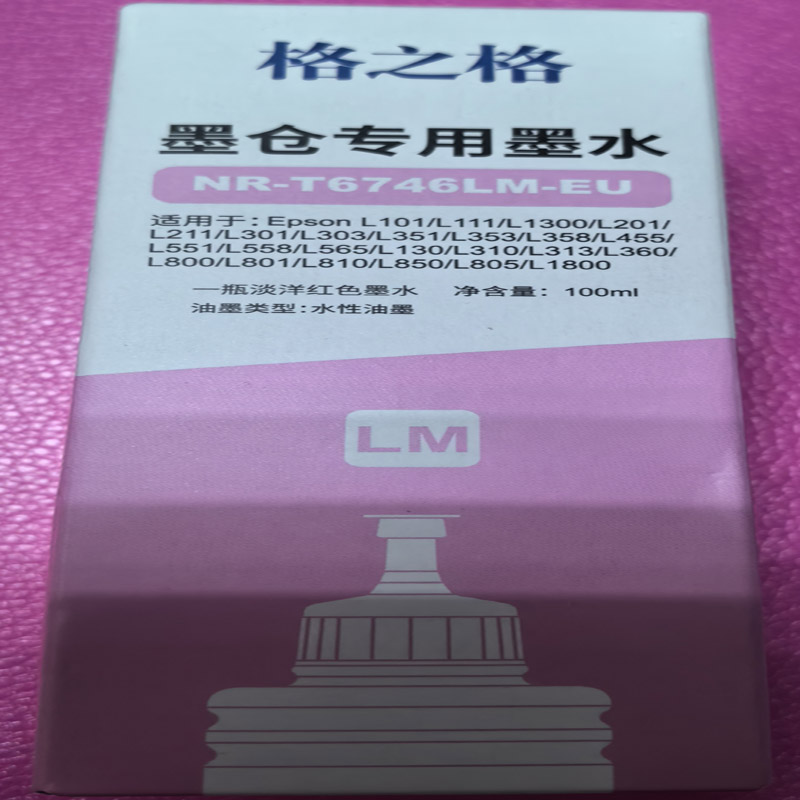 格之格
墨仓专用墨水
NR-T6746LM-EU
适用于：Epson L101/L111/L1300/L201/
L211/L301/L303/L351/L353/L358/L455/
L551/L558/L565/L130/L310/L313/L360/
L800/L801/L810/L850/L805/L1800
一瓶淡洋红色墨水 净含量：100ml
油墨类型：水性油墨
LM